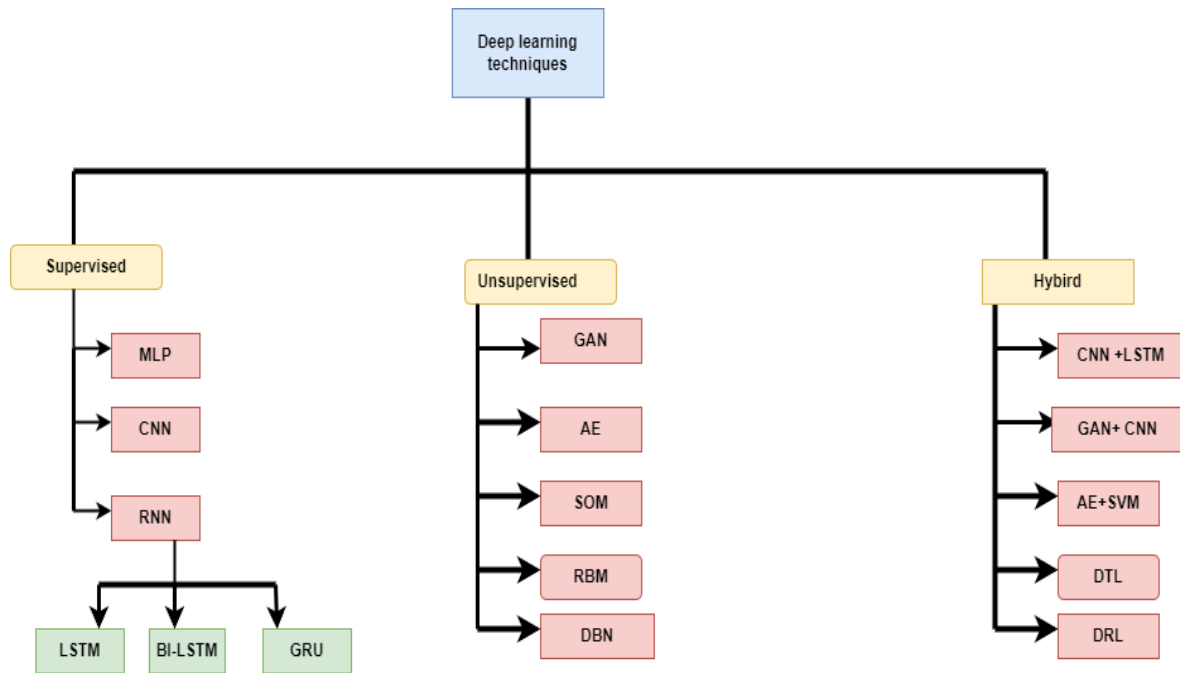 Deep learning
techniques
Supervised
Unsupervised
Hybird
MLP
CNN
RNN
LSTM
BI-LSTM
GRU
GAN
AE
SOM
RBM
DBN
CNN +LSTM
GAN+ CNN
AE+SVM
DTL
DRL